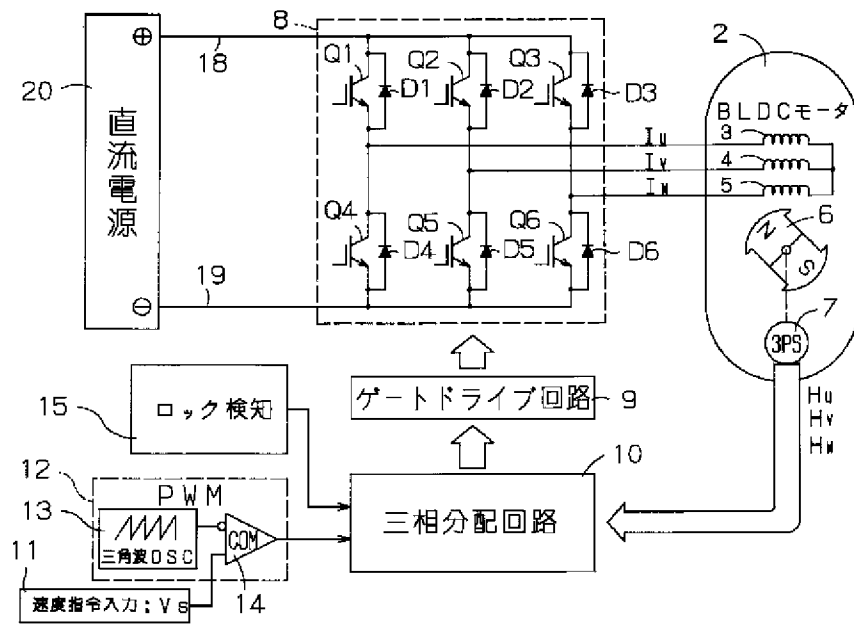 8
2
20
⊕
18
Q1
Q2
Q3
D1
D2
D3
直流電源
BLDCモータ
Iu
3
Iv
4
Iw
5
6
N
S
Q4
Q5
Q6
D4
D5
D6
⊖
19
7
3PS
Hu
Hv
Hw
15
ロック検知
ゲートドライブ回路
9
10
三相分配回路
12
PWM
13
三角波OSC
COM
14
11
速度指令入力:Vs